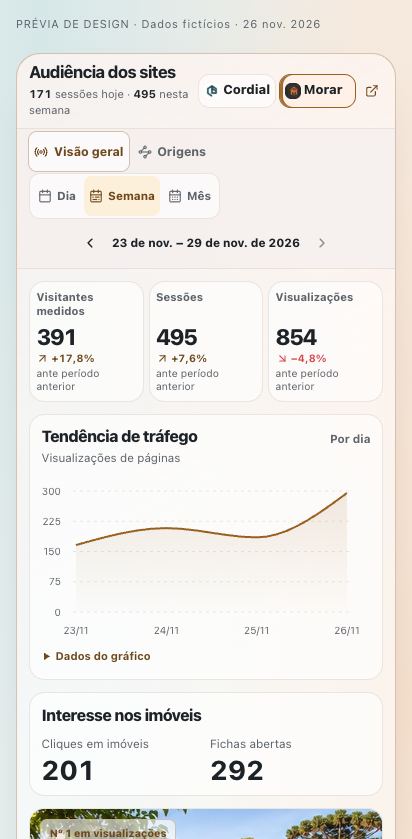 PRÉVIA DE DESIGN · Dados fictícios · 26 nov. 2026
Audiência dos sites
171 sessões hoje · 495 nesta
semana
Cordial
Morar
Visão geral
Origens
Dia
Semana
Mês
23 de nov. – 29 de nov. de 2026
Visitantes
medidos
391
+17,8%
ante período
anterior
Sessões
495
+7,6%
ante período
anterior
Visualizações
854
−4,8%
ante período
anterior
Tendência de tráfego
Por dia
Visualizações de páginas
300
225
150
75
0
23/11
24/11
25/11
26/11
Dados do gráfico
Interesse nos imóveis
Cliques em imóveis
201
Fichas abertas
292
Nº 1 em visualizações